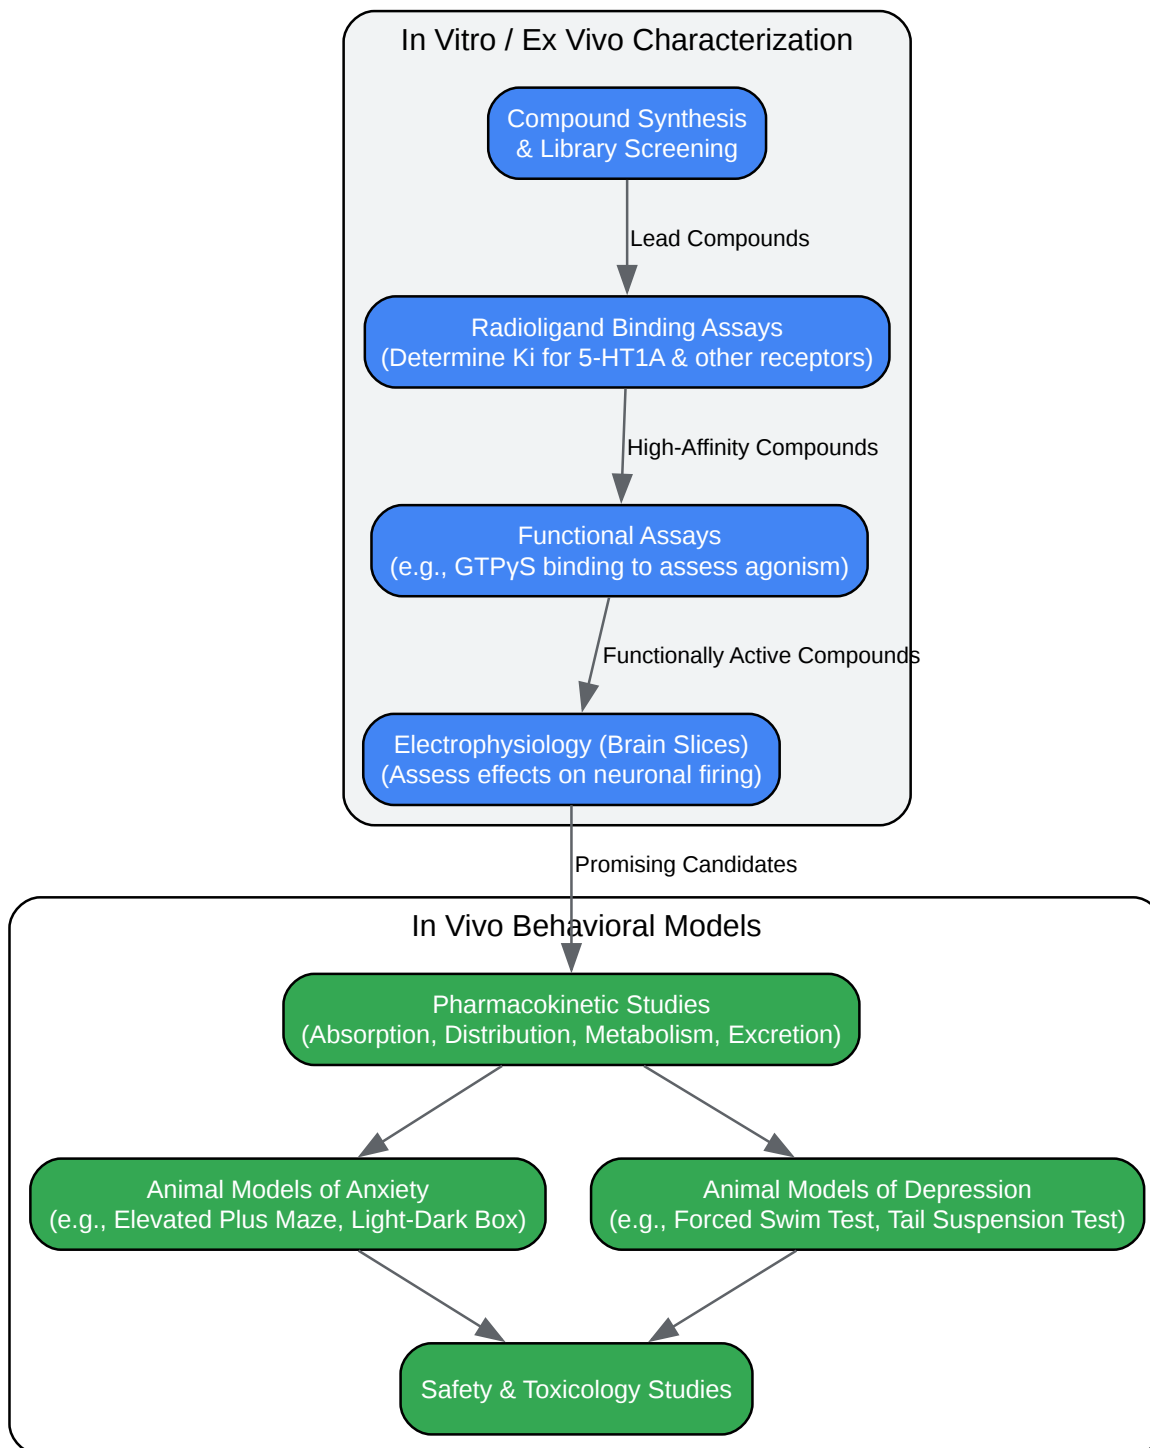 In Vitro / Ex Vivo Characterization
Compound Synthesis
& Library Screening
Lead Compounds
Radioligand Binding Assays
(Determine Ki for 5-HT1A & other receptors)
High-Affinity Compounds
Functional Assays
(e.g., GTPγS binding to assess agonism)
Functionally Active Compounds
Electrophysiology (Brain Slices)
(Assess effects on neuronal firing)
Promising Candidates
In Vivo Behavioral Models
Pharmacokinetic Studies
(Absorption, Distribution, Metabolism, Excretion)
Animal Models of Anxiety
(e.g., Elevated Plus Maze, Light-Dark Box)
Animal Models of Depression
(e.g., Forced Swim Test, Tail Suspension Test)
Safety & Toxicology Studies